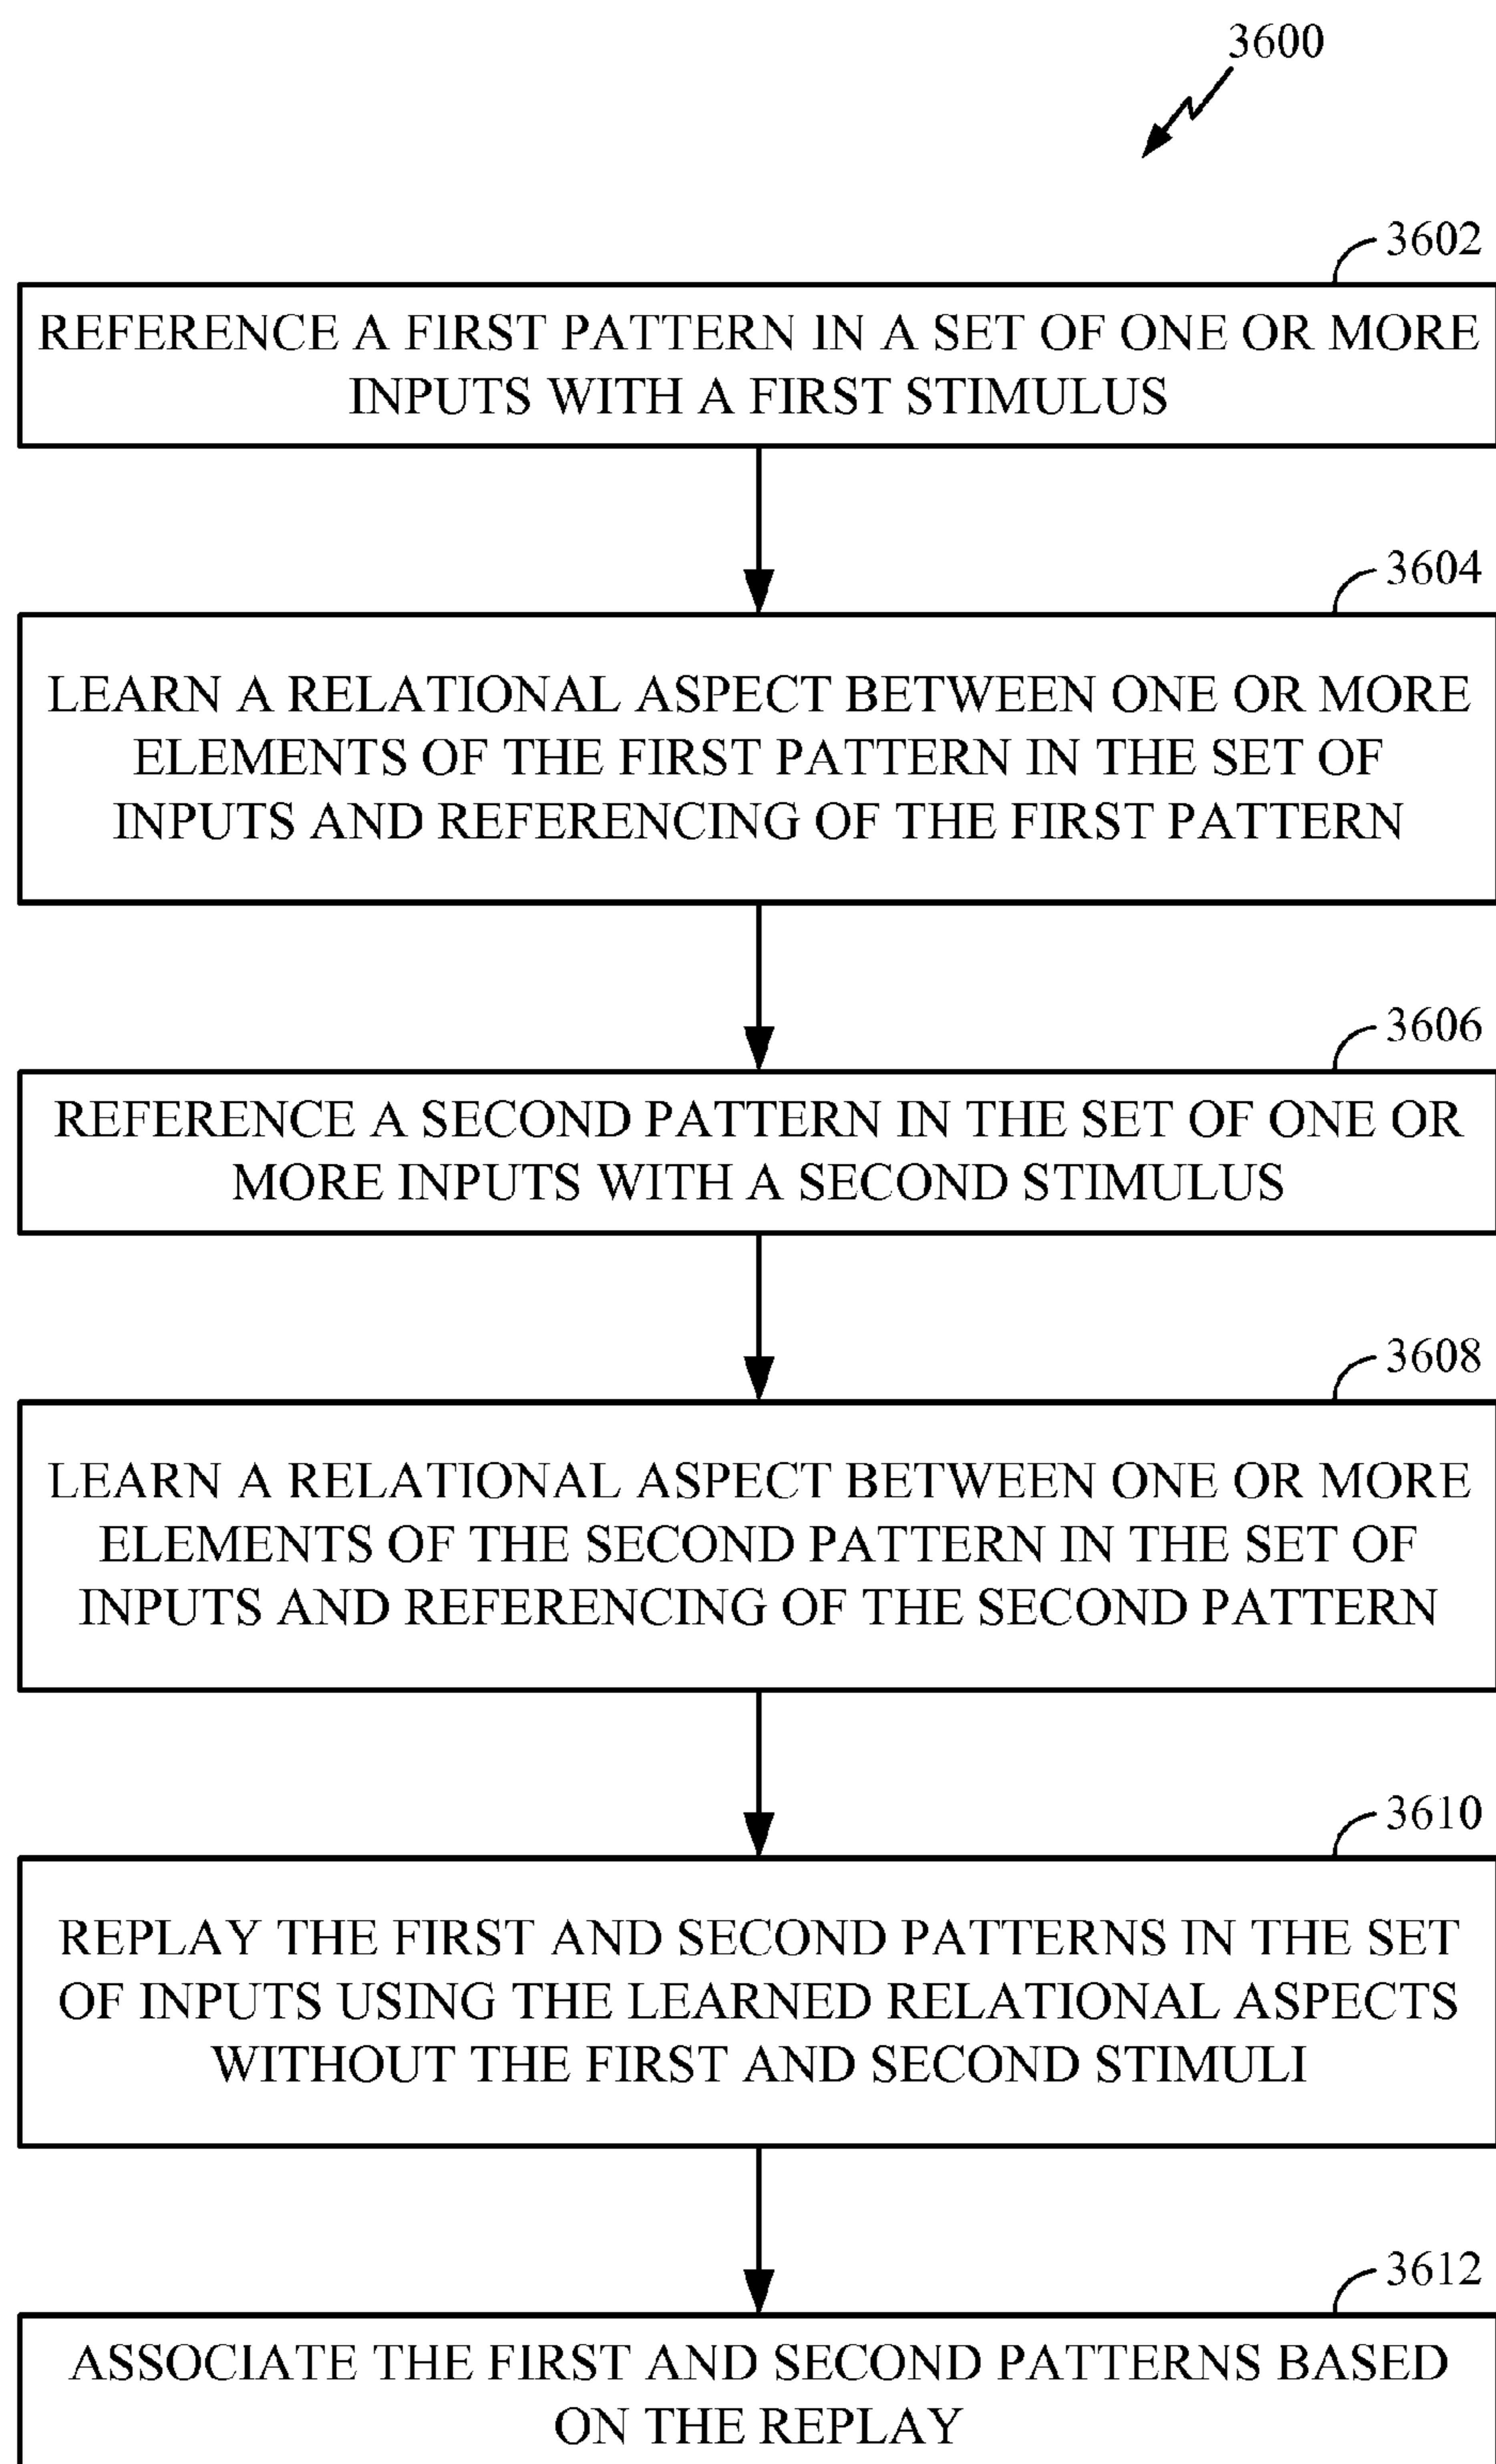 3600
3602
REFERENCE A FIRST PATTERN IN A SET OF ONE OR MORE
INPUTS WITH A FIRST STIMULUS
3604
LEARN A RELATIONAL ASPECT BETWEEN ONE OR MORE
ELEMENTS OF THE FIRST PATTERN IN THE SET OF
INPUTS AND REFERENCING OF THE FIRST PATTERN
3606
REFERENCE A SECOND PATTERN IN THE SET OF ONE OR
MORE INPUTS WITH A SECOND STIMULUS
3608
LEARN A RELATIONAL ASPECT BETWEEN ONE OR MORE
ELEMENTS OF THE SECOND PATTERN IN THE SET OF
INPUTS AND REFERENCING OF THE SECOND PATTERN
3610
REPLAY THE FIRST AND SECOND PATTERNS IN THE SET
OF INPUTS USING THE LEARNED RELATIONAL ASPECTS
WITHOUT THE FIRST AND SECOND STIMULI
3612
ASSOCIATE THE FIRST AND SECOND PATTERNS BASED
ON THE REPLAY